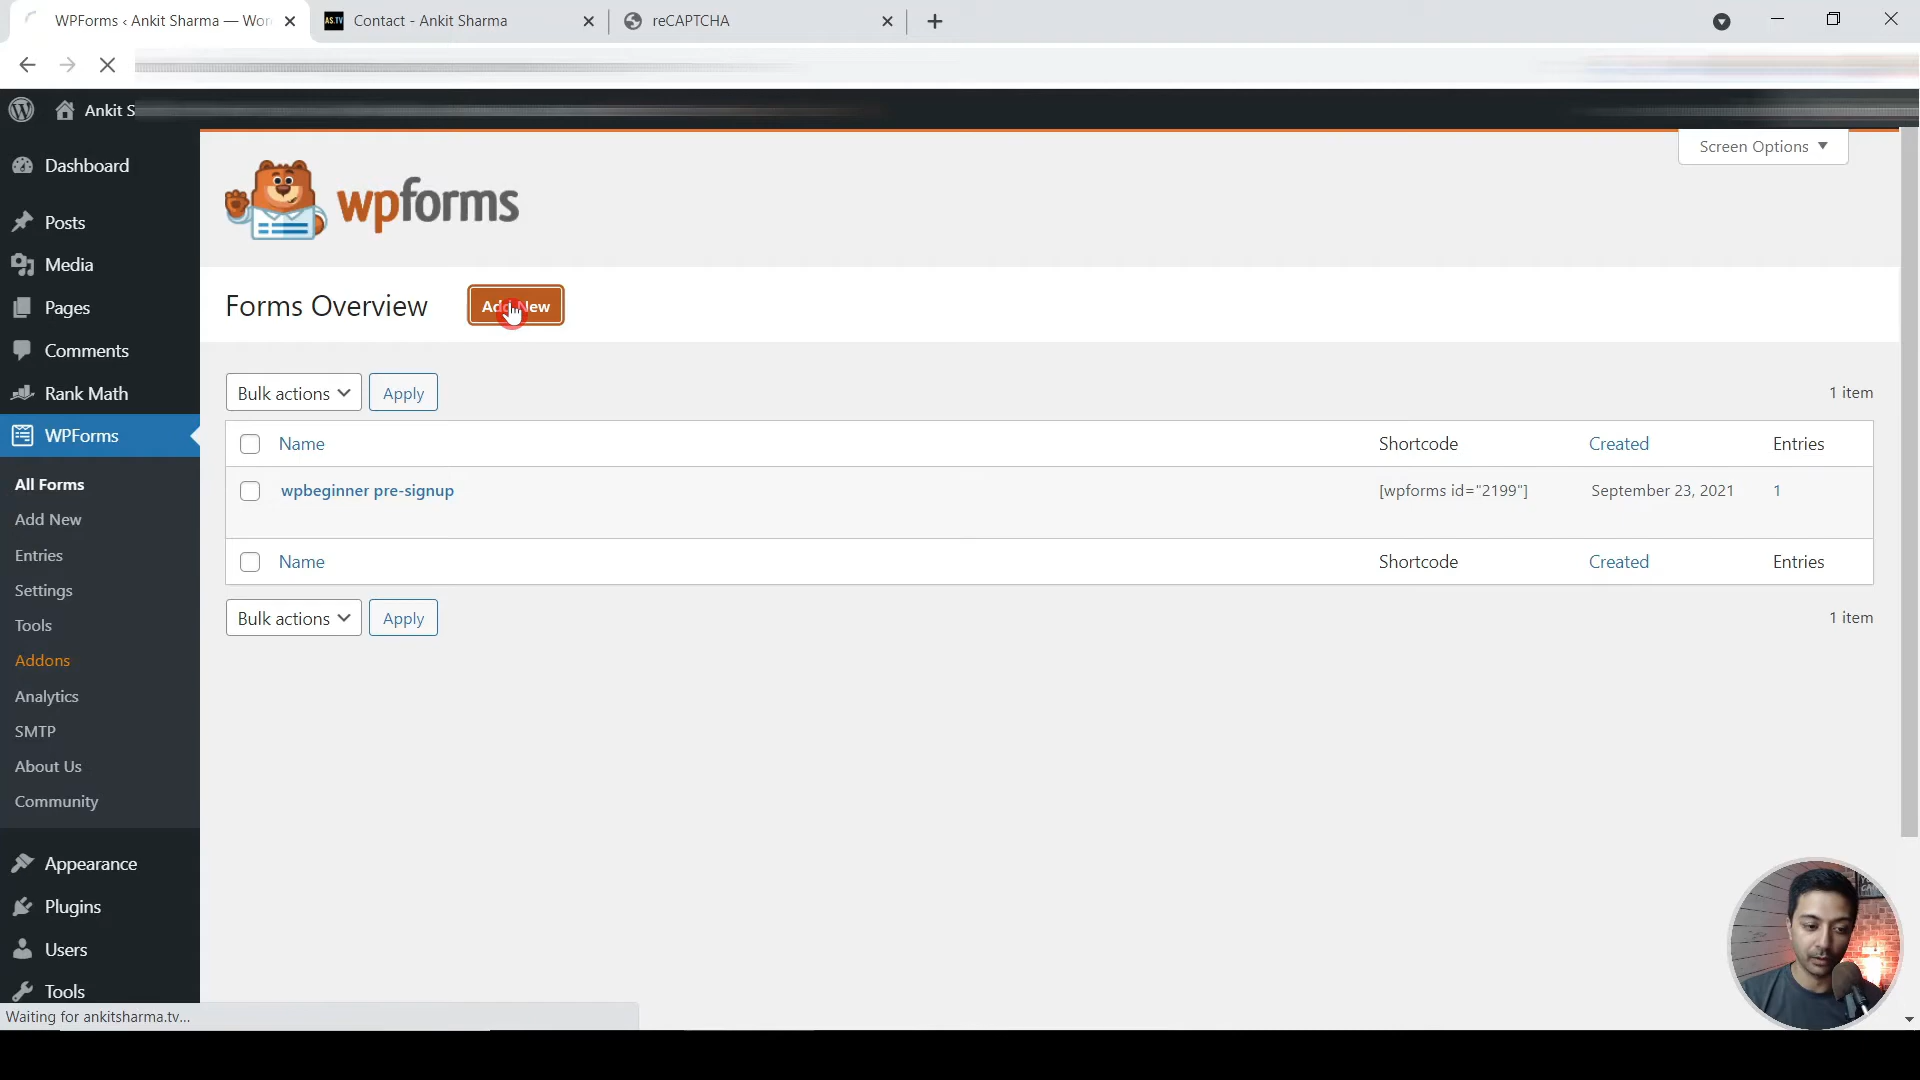 WPForms ‹ Ankit Sharma — Wor
Contact - Ankit Sharma
reCAPTCHA
Ankit S
Screen Options
wpforms
Forms Overview
Add New
Bulk actions
Apply
1 item
Name
Shortcode
Created
Entries
wpbeginner pre-signup
[wpforms id="2199"]
September 23, 2021
1
Name
Shortcode
Created
Entries
Bulk actions
Apply
1 item
Dashboard
Posts
Media
Pages
Comments
Rank Math
WPForms
All Forms
Add New
Entries
Settings
Tools
Addons
Analytics
SMTP
About Us
Community
Appearance
Plugins
Users
Tools
Waiting for ankitsharma.tv...